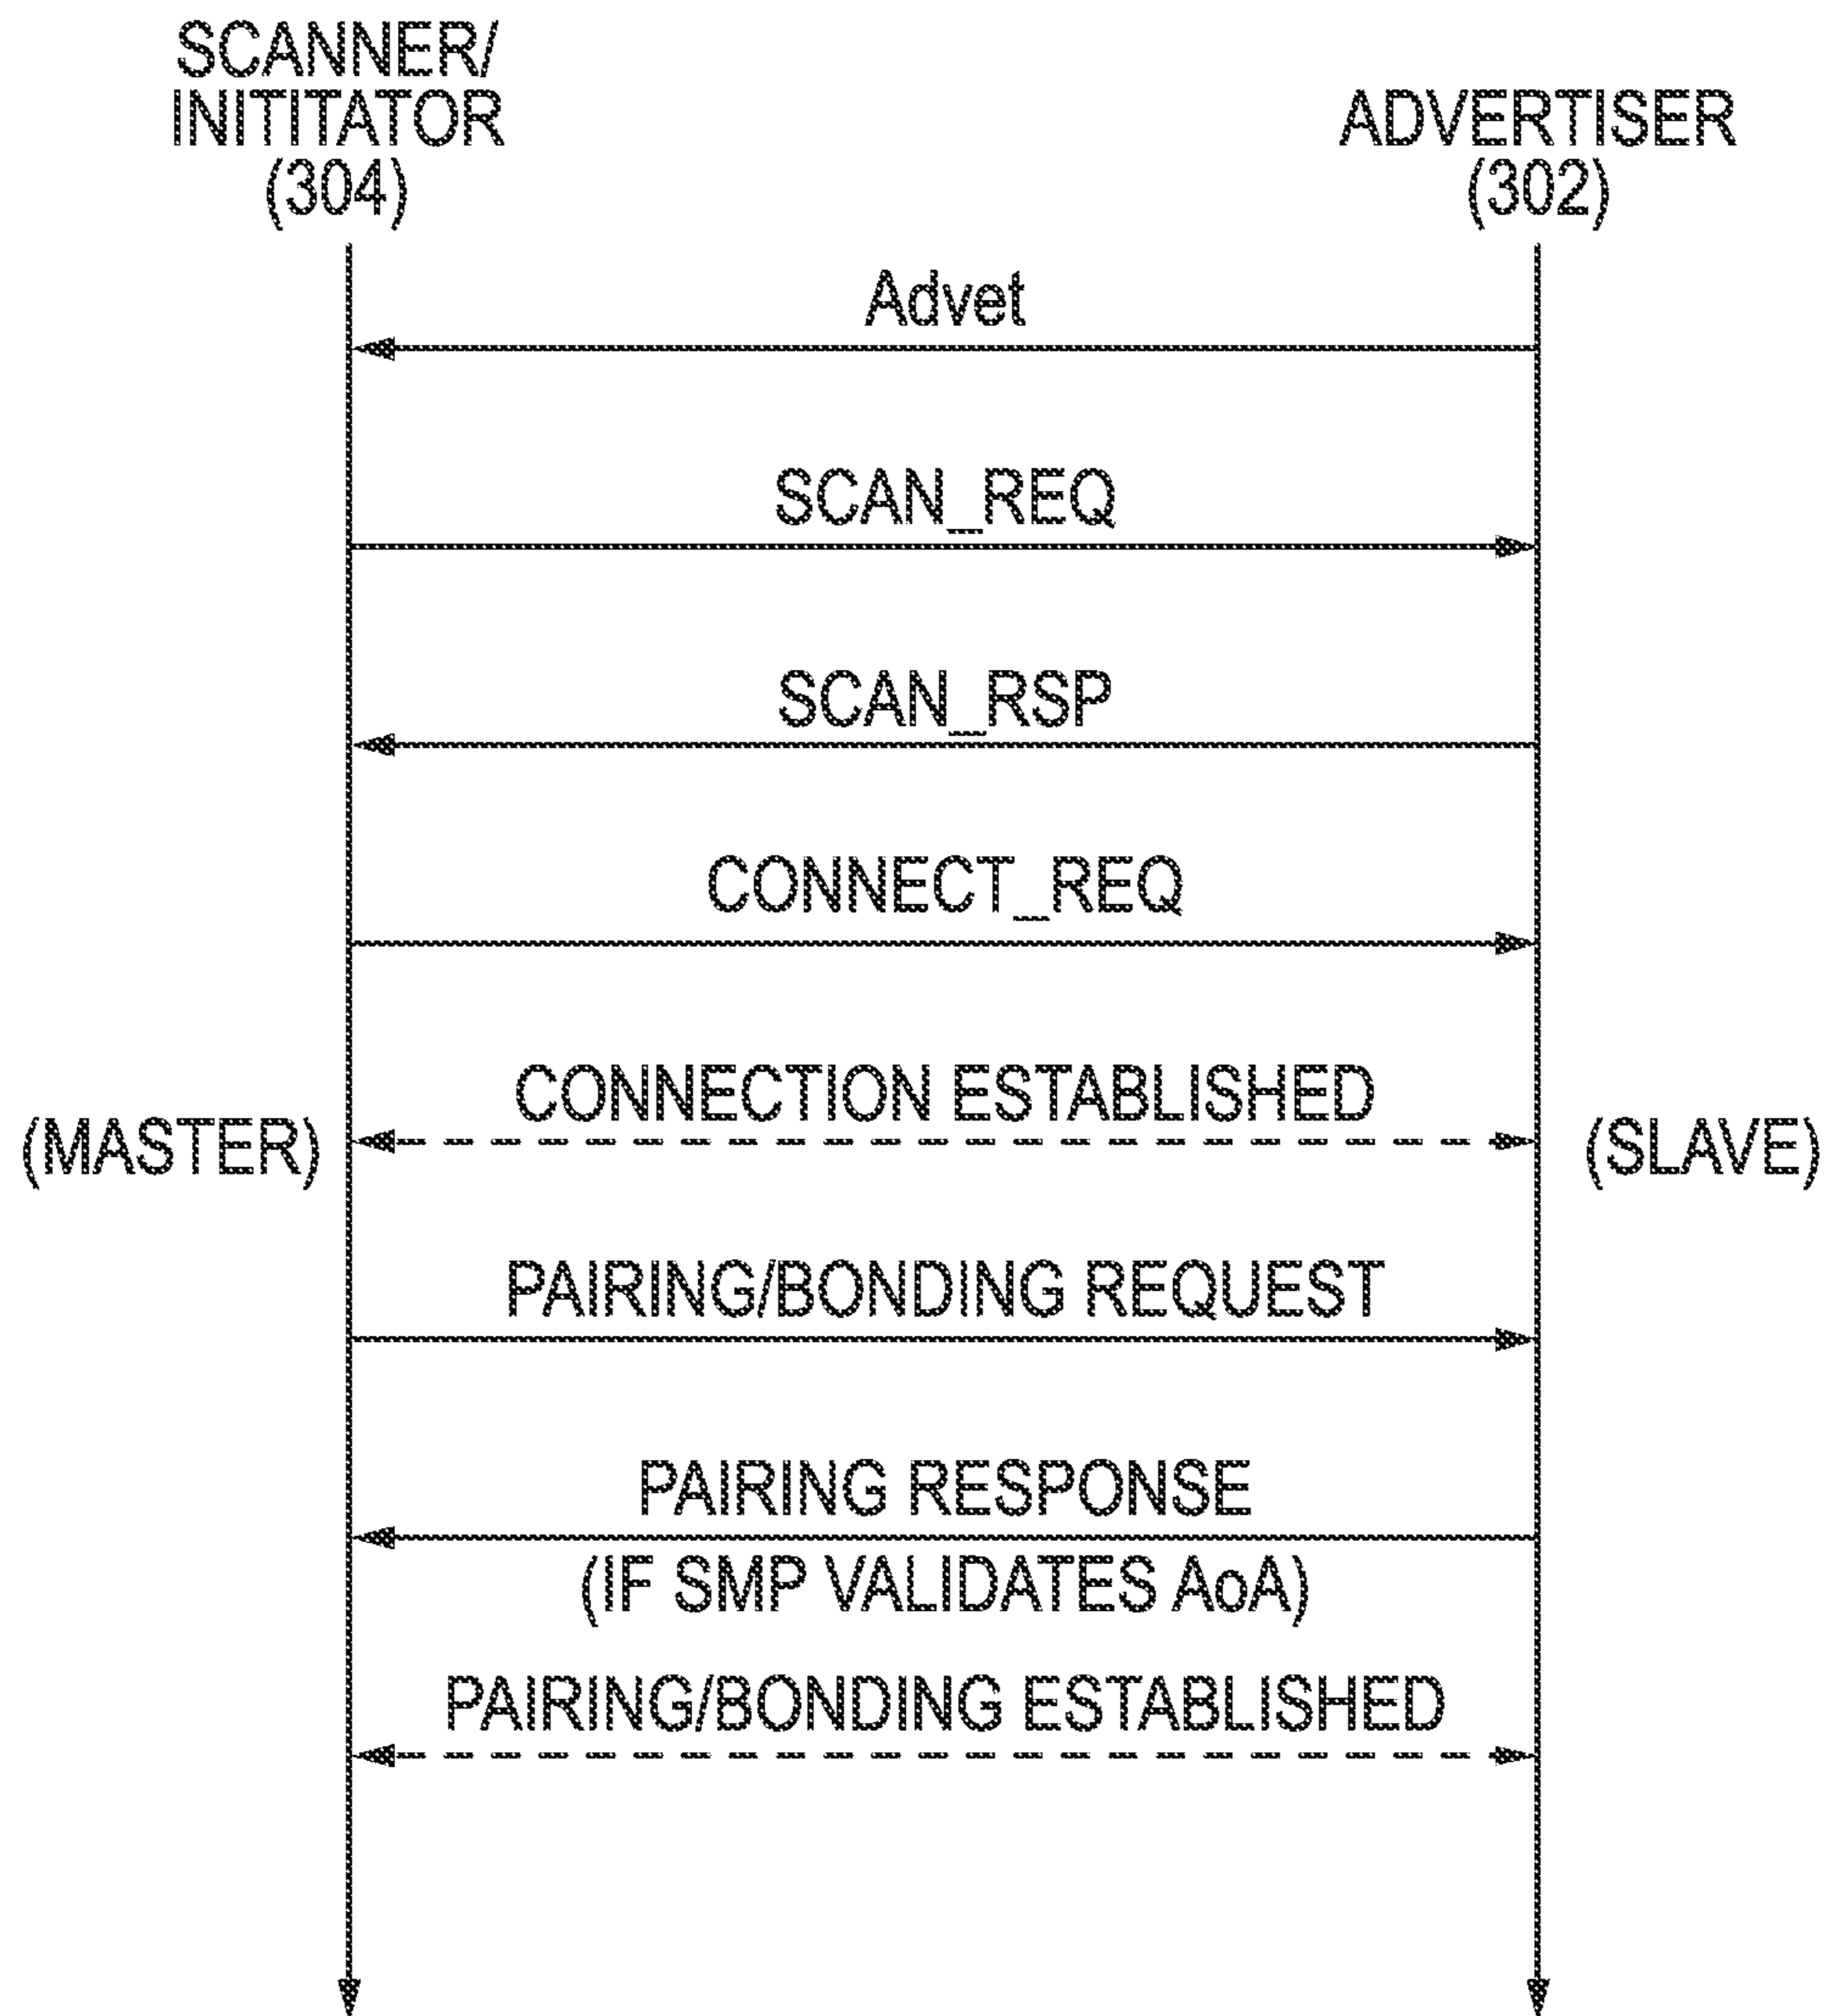 SCANNER/
INITITATOR
(304)
ADVERTISER
(302)
Advet
SCAN_REQ
SCAN_RSP
CONNECT_REQ
CONNECTION ESTABLISHED
(MASTER)
(SLAVE)
PAIRING/BONDING REQUEST
PAIRING RESPONSE
(IF SMP VALIDATES AoA)
PAIRING/BONDING ESTABLISHED